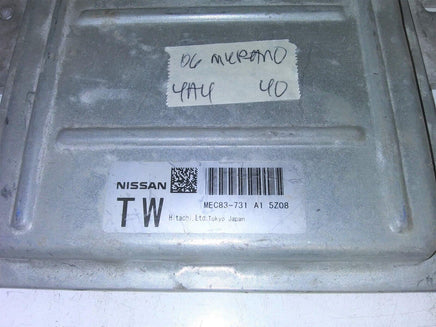 06 MURANO
4A4 40
NISSAN
TW
MEC83-731 A1 5Z08
Hitachi,Ltd.Tokyo Japan